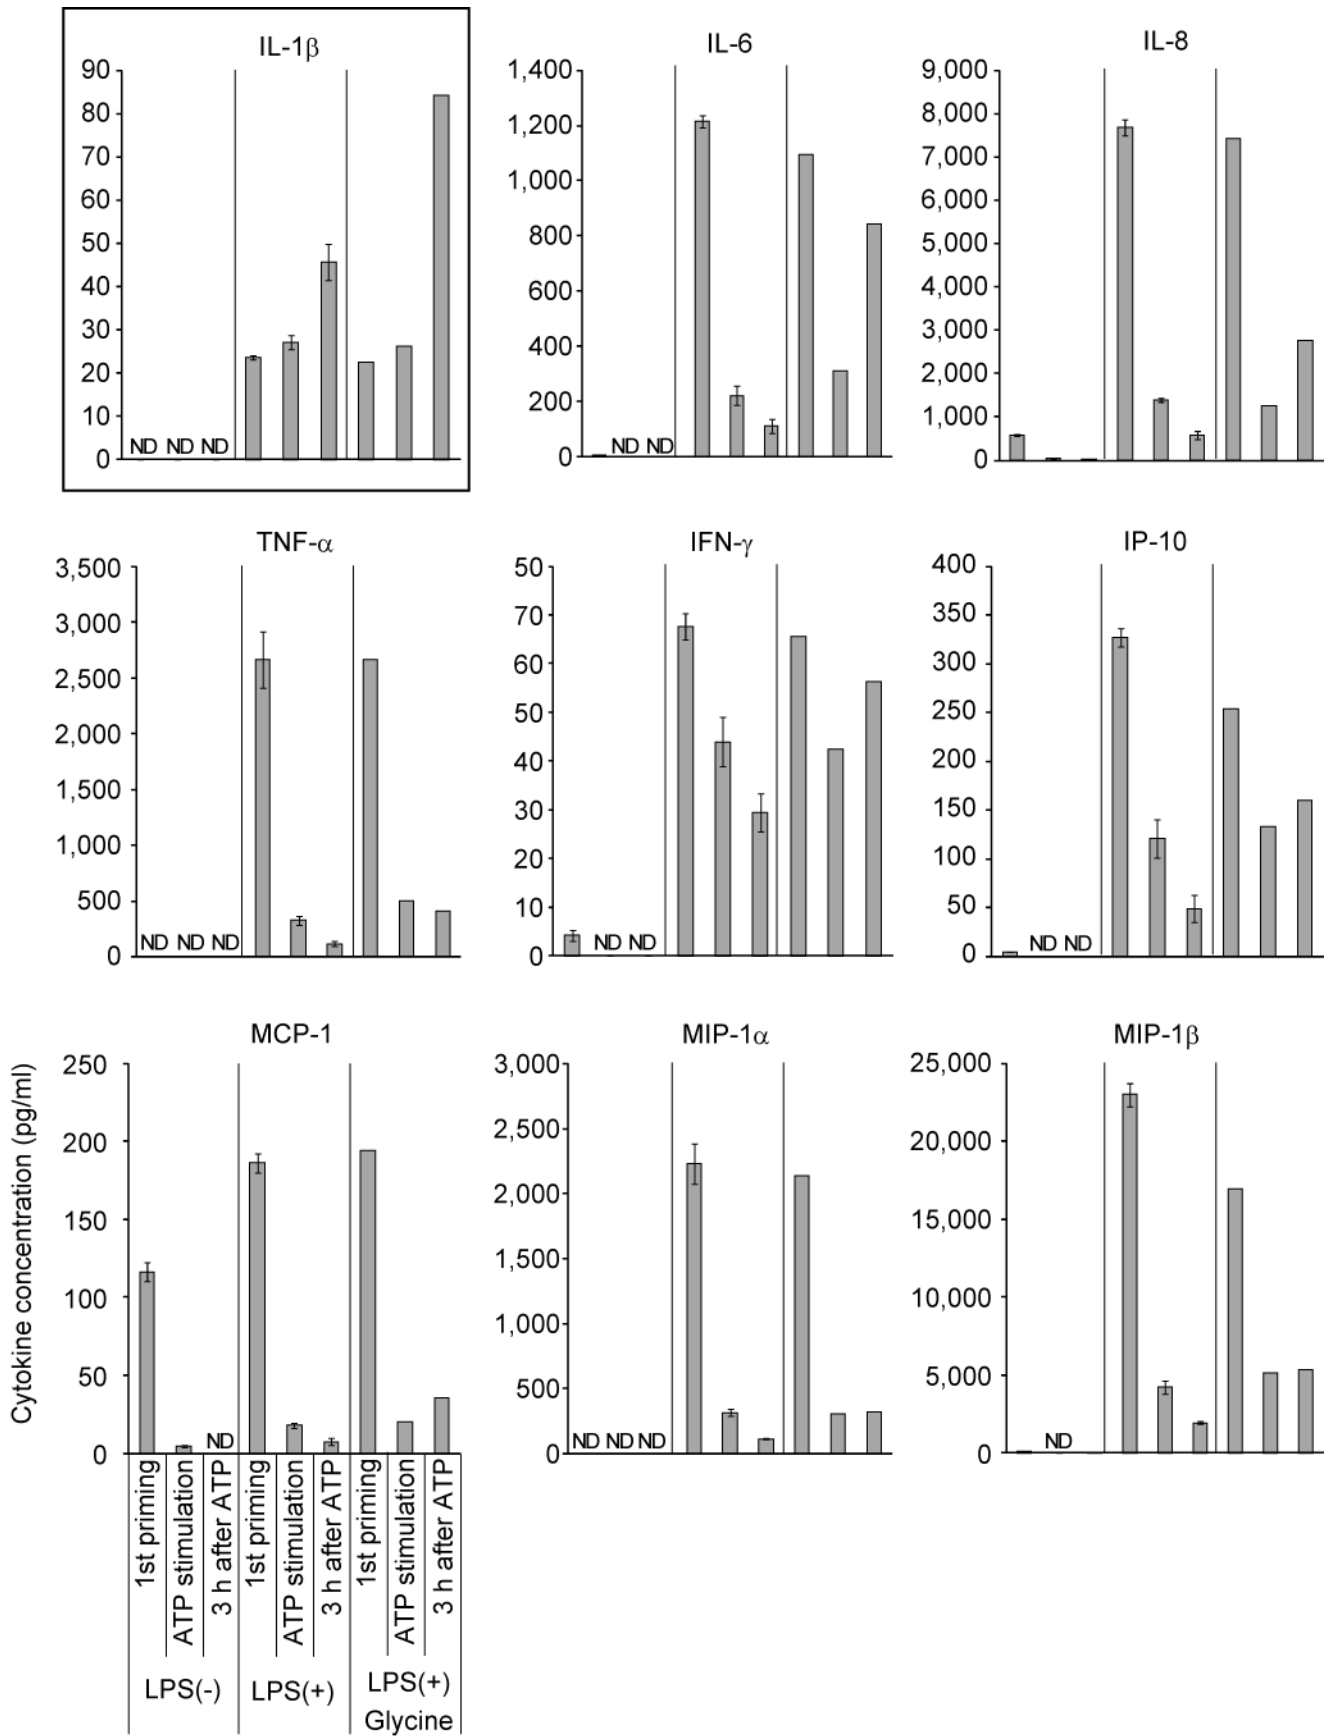 IL-1β
90
80
70
60
50
40
30
20
10
0
ND ND ND
IL-6
1,400
1,200
1,000
800
600
400
200
0
ND ND
IL-8
9,000
8,000
7,000
6,000
5,000
4,000
3,000
2,000
1,000
0
TNF-α
3,500
3,000
2,500
2,000
1,500
1,000
500
0
ND ND ND
IFN-γ
50
70
60
50
40
30
20
10
0
ND ND
IP-10
400
350
300
250
200
150
100
50
0
ND ND
Cytokine concentration (pg/ml)
MCP-1
250
200
150
100
50
0
ND
1st priming
ATP stimulation
3 h after ATP
1st priming
ATP stimulation
3 h after ATP
1st priming
ATP stimulation
3 h after ATP
LPS(-)
LPS(+)
LPS(+)
Glycine
MIP-1α
3,000
2,500
2,000
1,500
1,000
500
0
ND ND ND
MIP-1β
25,000
20,000
15,000
10,000
5,000
0
ND